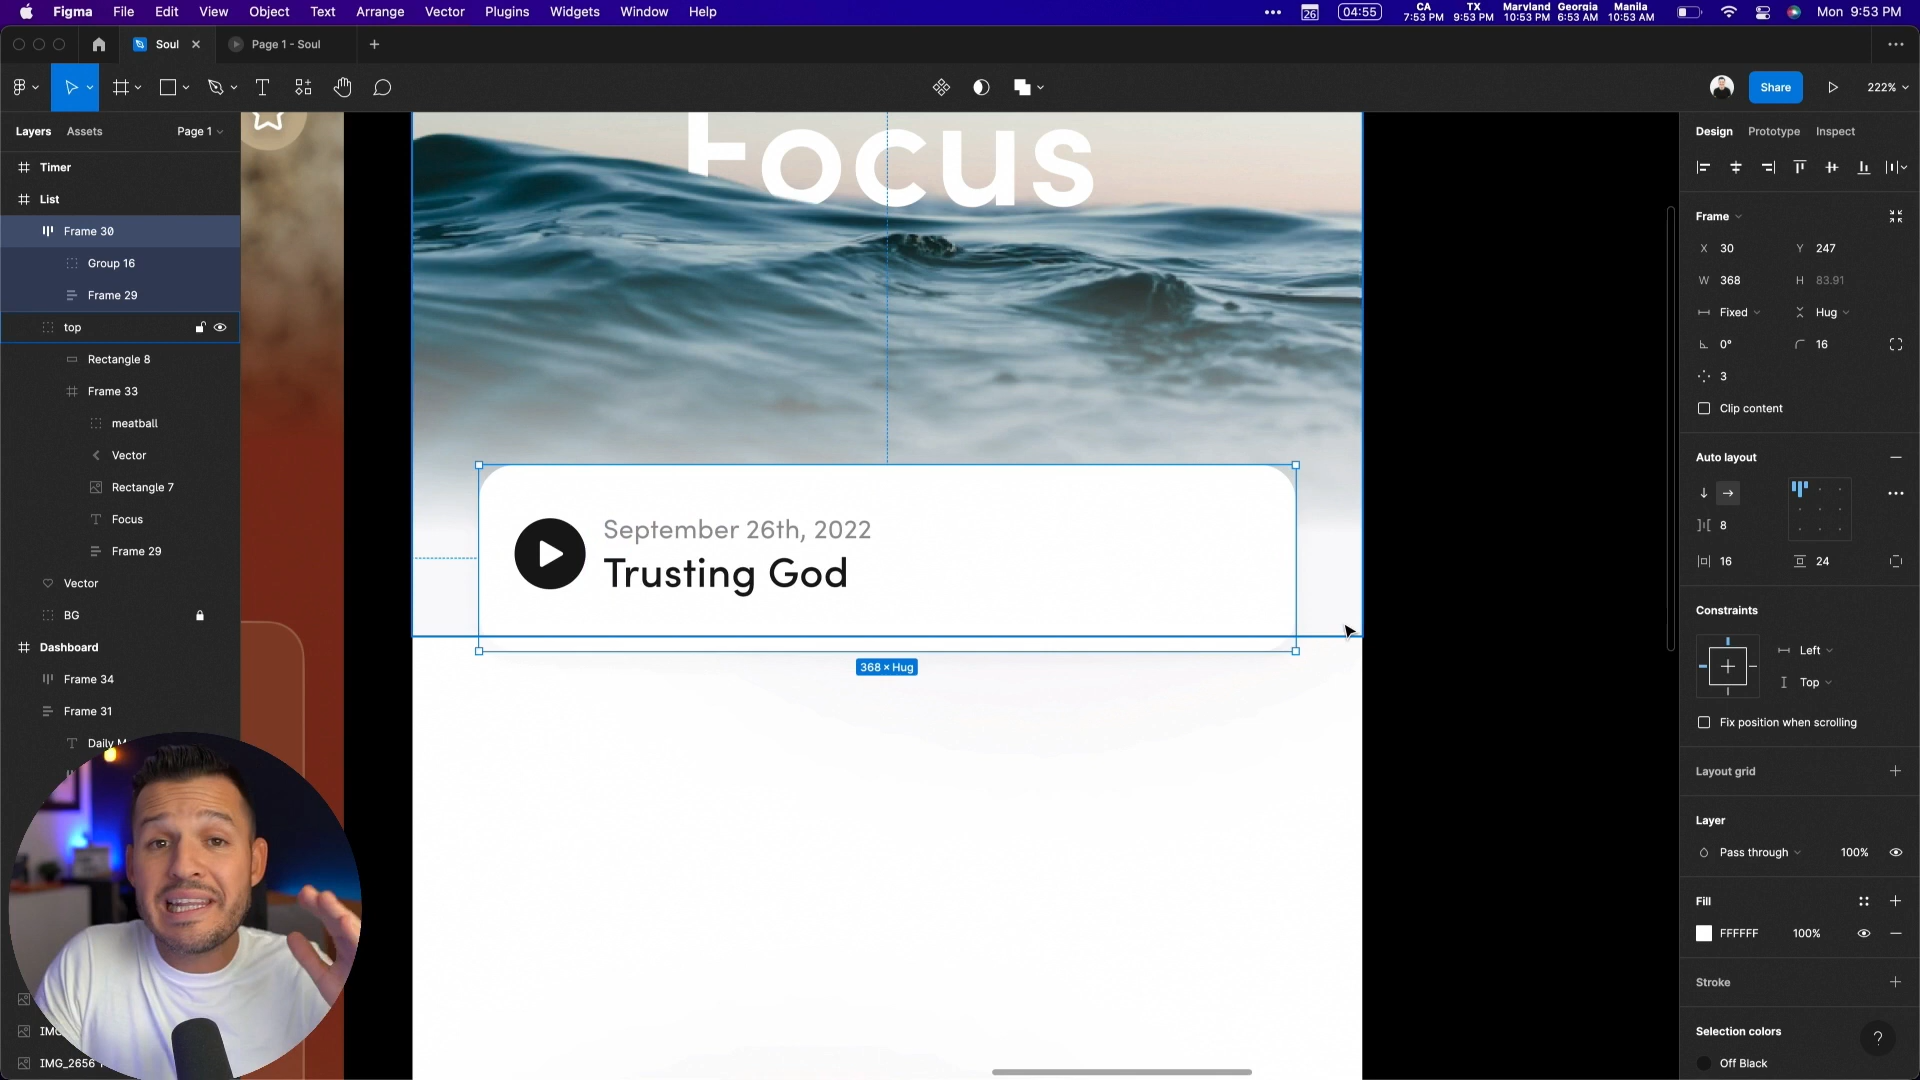 Figma File Edit View Object Text Arrange Vector Plugins Widgets Window Help
26 04:55 CA 7:53 PM TX 9:53 PM Maryland 10:53 PM Georgia 6:53 AM Manila 10:53 AM Mon 9:53 PM
Soul Page 1 - Soul
Share 222%
Layers Assets Page 1
Timer
List
Frame 30
Group 16
Frame 29
top
Rectangle 8
Frame 33
meatball
Vector
Rectangle 7
Focus
Frame 29
Vector
BG
Dashboard
Frame 34
Frame 31
Daily M
IMG_2656
Focus
September 26th, 2022
Trusting God
368 × Hug
Design Prototype Inspect
Frame
X 30 Y 247
W 368 H 83.91
Fixed Hug
0° 16
3
Clip content
Auto layout
8
16 24
Constraints
Left
Top
Fix position when scrolling
Layout grid
Layer
Pass through 100%
Fill
FFFFFF 100%
Stroke
Selection colors
Off Black
?